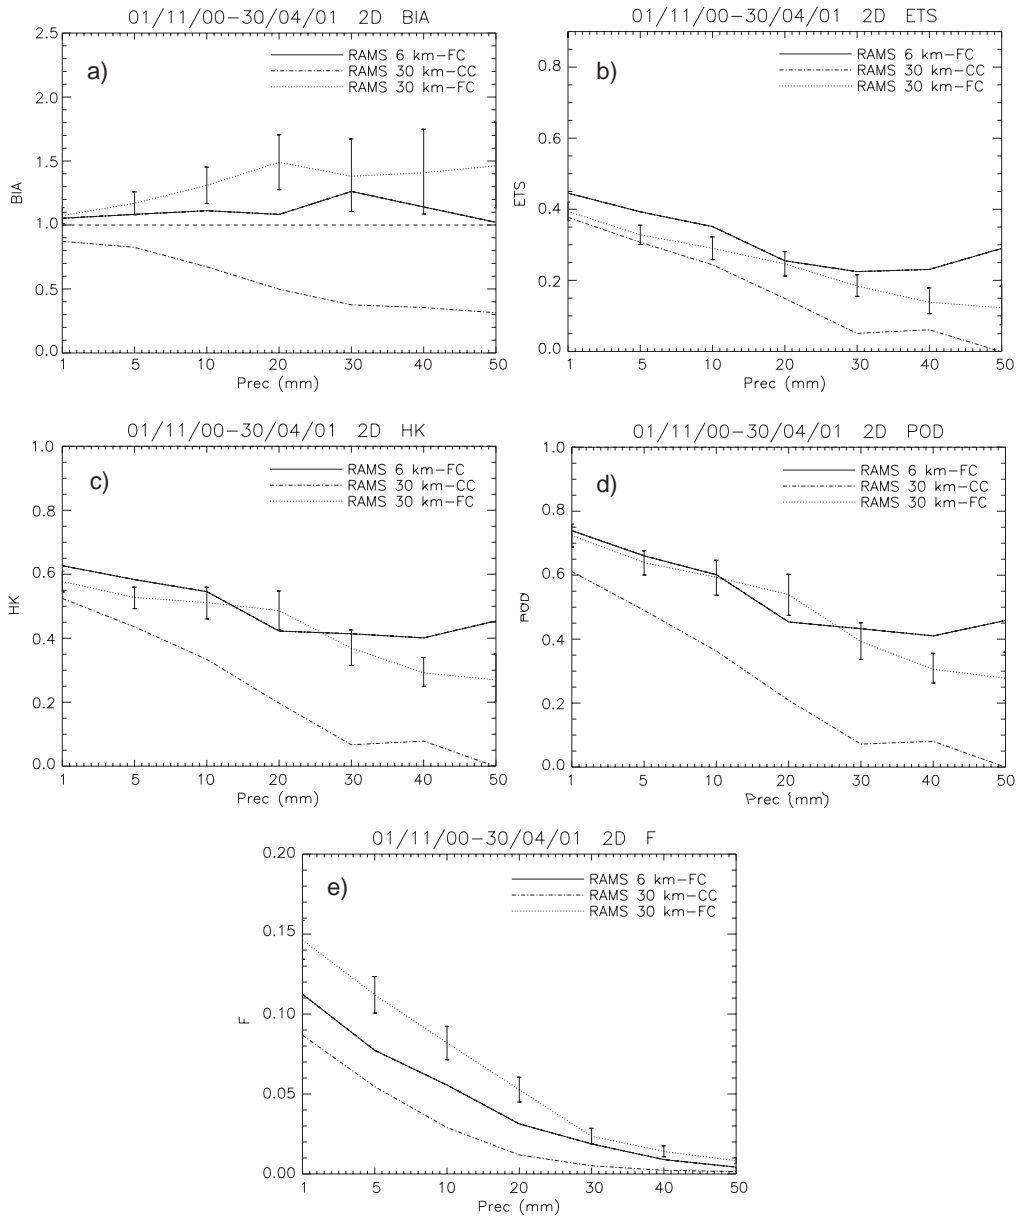 01/11/00-30/04/01 2D BIA
a)
RAMS 6 km-FC
RAMS 30 km-CC
RAMS 30 km-FC
2.5
2.0
1.5
1.0
0.5
0.0
BIA
1 5 10 20 30 40 50
Prec (mm)
01/11/00-30/04/01 2D ETS
b)
RAMS 6 km-FC
RAMS 30 km-CC
RAMS 30 km-FC
0.8
0.6
0.4
0.2
0.0
ETS
1 5 10 20 30 40 50
Prec (mm)
01/11/00-30/04/01 2D HK
c)
RAMS 6 km-FC
RAMS 30 km-CC
RAMS 30 km-FC
1.0
0.8
0.6
0.4
0.2
0.0
HK
1 5 10 20 30 40 50
Prec (mm)
01/11/00-30/04/01 2D POD
d)
RAMS 6 km-FC
RAMS 30 km-CC
RAMS 30 km-FC
1.0
0.8
0.6
0.4
0.2
0.0
POD
1 5 10 20 30 40 50
Prec (mm)
01/11/00-30/04/01 2D F
e)
RAMS 6 km-FC
RAMS 30 km-CC
RAMS 30 km-FC
0.20
0.15
0.10
0.05
0.00
F
1 5 10 20 30 40 50
Prec (mm)